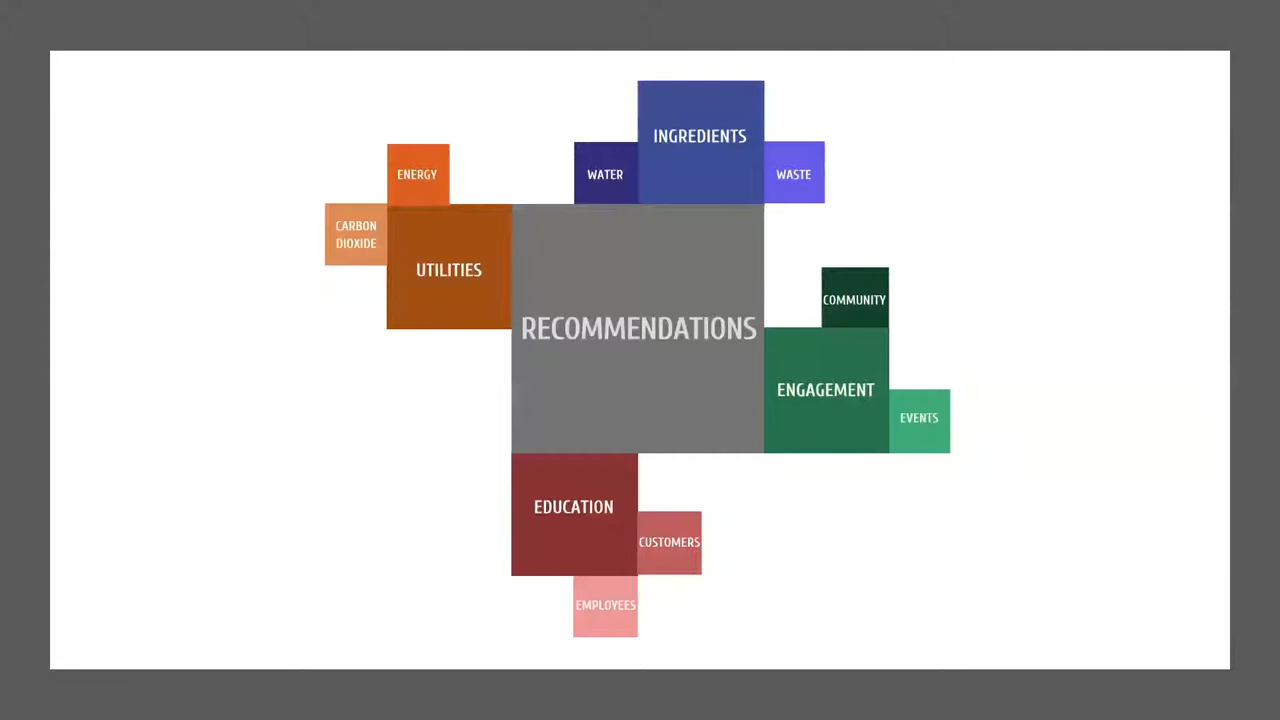 INGREDIENTS
ENERGY
WATER
WASTE
CARBON
DIOXIDE
UTILITIES
COMMUNITY
RECOMMENDATIONS
ENGAGEMENT
EVENTS
EDUCATION
CUSTOMERS
EMPLOYEES